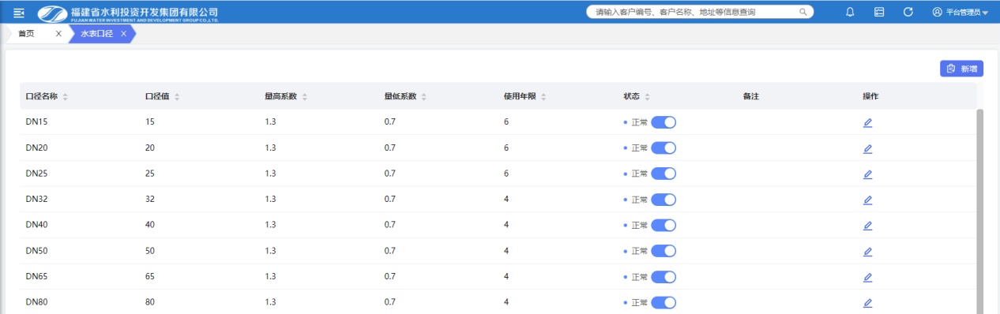 福建省水利投资开发集团有限公司
FUJIAN WATER INVESTMENT AND DEVELOPMENT GROUP CO.,LTD.
请输入客户编号、客户名称、地址等信息查询
平台管理员
首页 X 水表口径 X
新增
口径名称 口径值 量高系数 量低系数 使用年限 状态 备注 操作
DN15 15 1.3 0.7 6 正常
DN20 20 1.3 0.7 6 正常
DN25 25 1.3 0.7 6 正常
DN32 32 1.3 0.7 4 正常
DN40 40 1.3 0.7 4 正常
DN50 50 1.3 0.7 4 正常
DN65 65 1.3 0.7 4 正常
DN80 80 1.3 0.7 4 正常